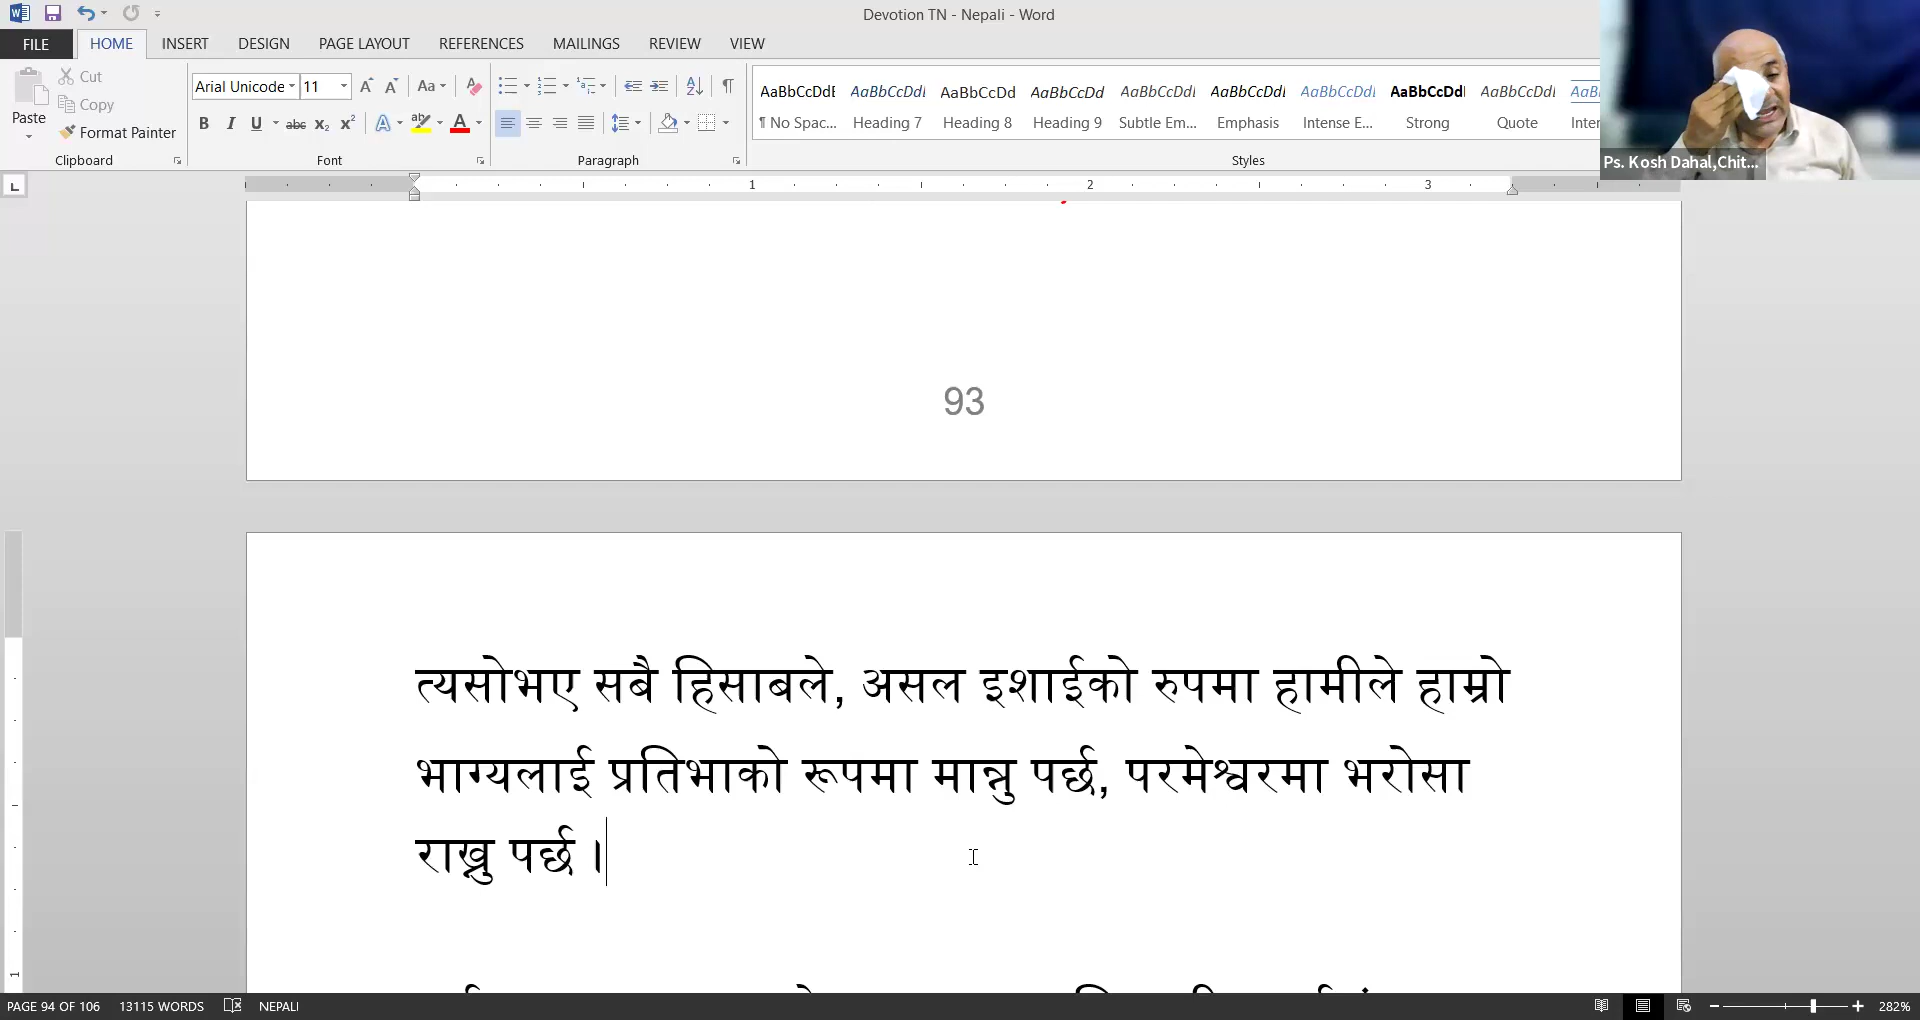 Devotion TN - Nepali - Word
FILE HOME INSERT DESIGN PAGE LAYOUT REFERENCES MAILINGS REVIEW VIEW
Paste
Cut
Copy
Format Painter
Clipboard
Arial Unicode 11
Font
Paragraph
AaBbCcDdE AaBbCcDdI AaBbCcDd AaBbCcDd AaBbCcDdI AaBbCcDdI AaBbCcDdI AaBbCcDdI AaBbCcDdI AaBbCcDdI
¶ No Spac... Heading 7 Heading 8 Heading 9 Subtle Em... Emphasis Intense E... Strong Quote Inter
Styles
Ps. Kosh Dahal,Chit...
1 2 3
93
त्यसोभए सबै हिसाबले, असल इशाईको रुपमा हामीले हाम्रो
भाग्यलाई प्रतिभाको रूपमा मान्नु पर्छ, परमेश्वरमा भरोसा
राख्नु पर्छ ।
1
PAGE 94 OF 106 13115 WORDS NEPALI 282%